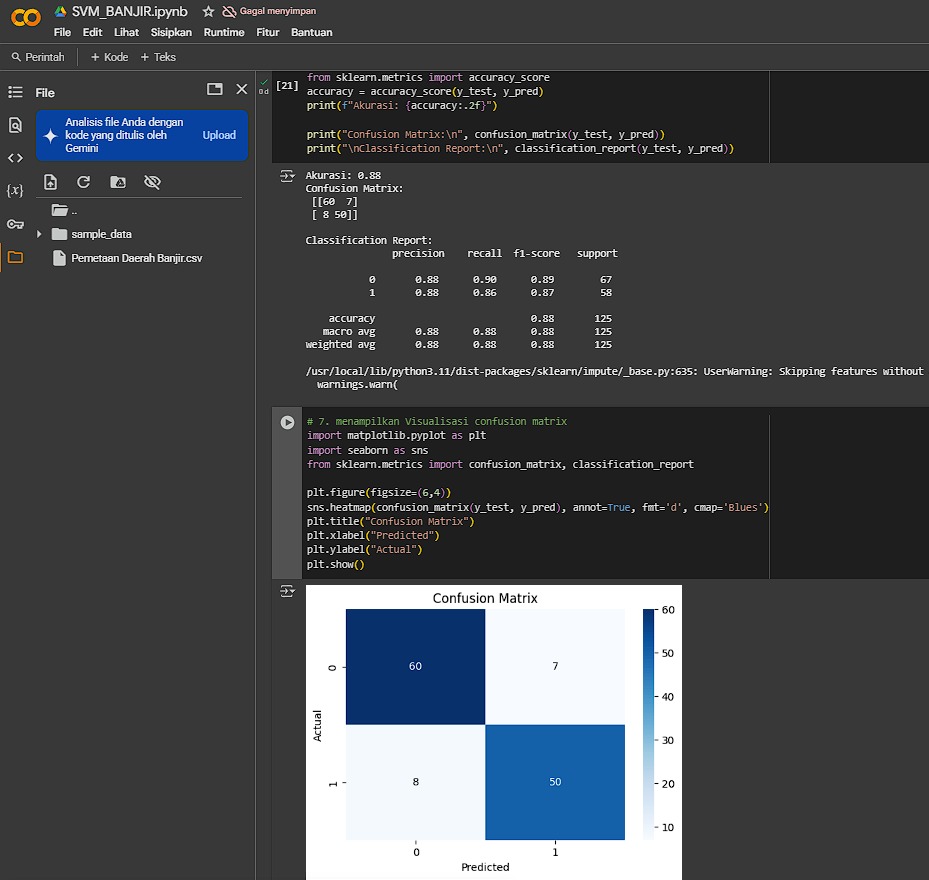 SVM_BANJIR.ipynb Gagal menyimpan
File Edit Lihat Sisipkan Runtime Fitur Bantuan
Perintah + Kode + Teks
File
Analisis file Anda dengan
kode yang ditulis oleh
Gemini
Upload
{x}
..
sample_data
Pemetaan Daerah Banjir.csv
0 d
[21]
from sklearn.metrics import accuracy_score
accuracy = accuracy_score(y_test, y_pred)
print(f"Akurasi: {accuracy:.2f}")
print("Confusion Matrix:\n", confusion_matrix(y_test, y_pred))
print("\nClassification Report:\n", classification_report(y_test, y_pred))
Akurasi: 0.88
Confusion Matrix:
[[60 7]
[ 8 50]]
Classification Report:
precision recall f1-score support
0 0.88 0.90 0.89 67
1 0.88 0.86 0.87 58
accuracy 0.88 125
macro avg 0.88 0.88 0.88 125
weighted avg 0.88 0.88 0.88 125
/usr/local/lib/python3.11/dist-packages/sklearn/impute/_base.py:635: UserWarning: Skipping features without
warnings.warn(
# 7. menampilkan Visualisasi confusion matrix
import matplotlib.pyplot as plt
import seaborn as sns
from sklearn.metrics import confusion_matrix, classification_report
plt.figure(figsize=(6,4))
sns.heatmap(confusion_matrix(y_test, y_pred), annot=True, fmt='d', cmap='Blues')
plt.title("Confusion Matrix")
plt.xlabel("Predicted")
plt.ylabel("Actual")
plt.show()
Confusion Matrix
60 7
8 50
0
1
Actual
0 1
Predicted
60
50
40
30
20
10